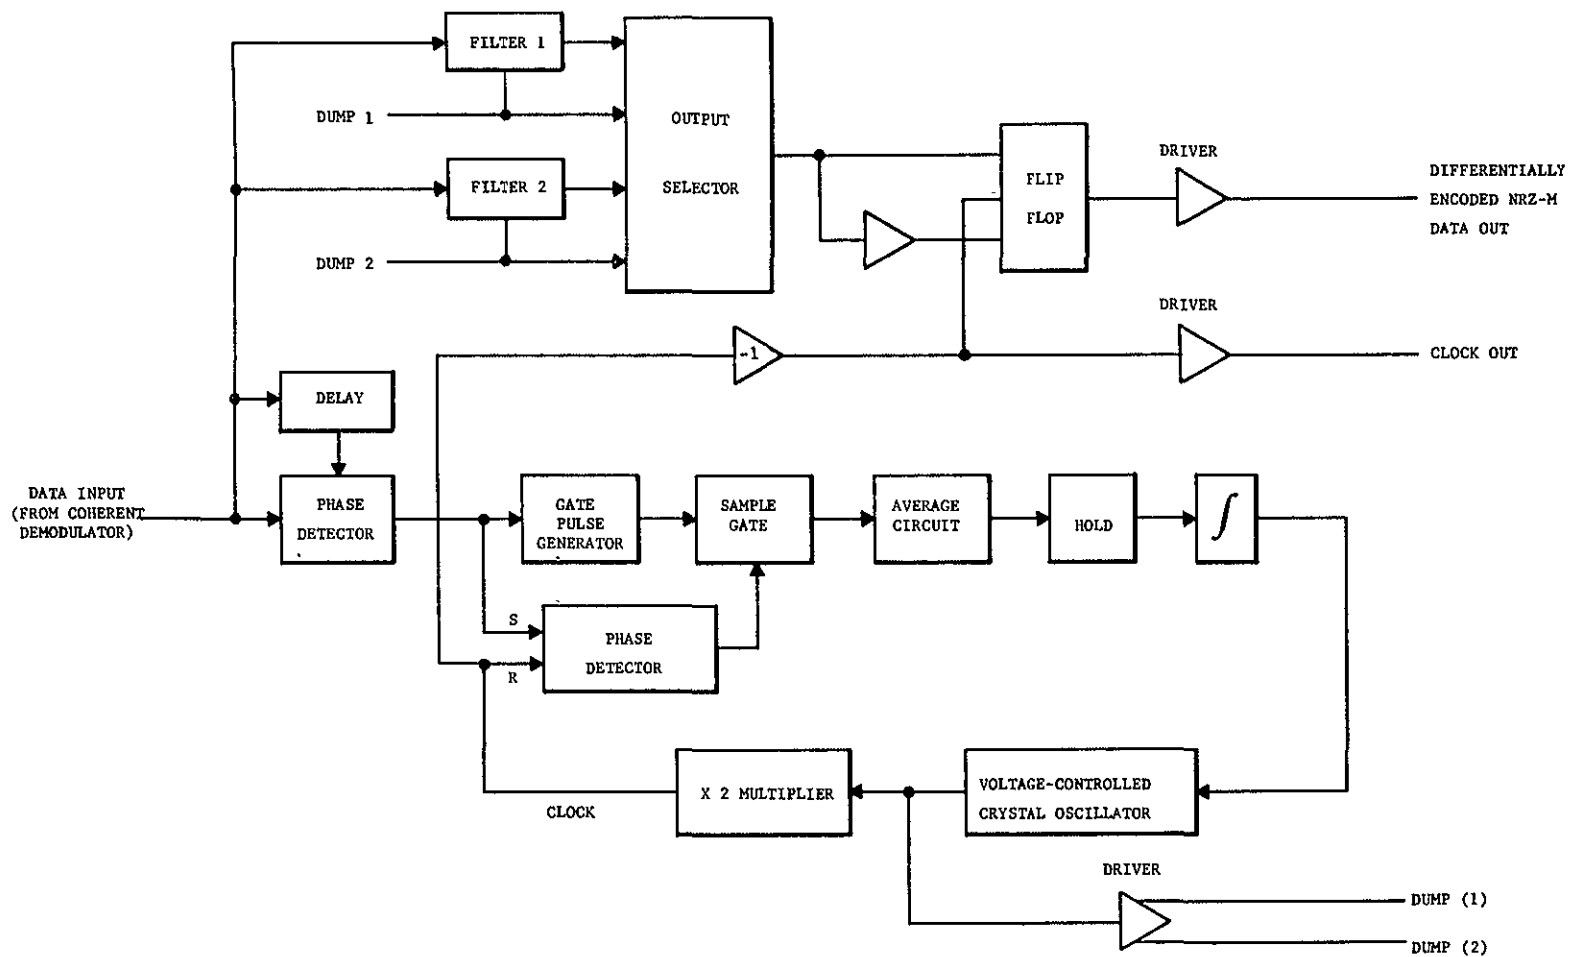 FILTER 1
DUMP 1
OUTPUT
SELECTOR
FILTER 2
DUMP 2
FLIP
FLOP
DRIVER
DIFFERENTIALLY
ENCODED NRZ-M
DATA OUT
DRIVER
CLOCK OUT
-1
DELAY
DATA INPUT
(FROM COHERENT
DEMODULATOR)
PHASE
DETECTOR
GATE
PULSE
GENERATOR
SAMPLE
GATE
AVERAGE
CIRCUIT
HOLD
∫
S
R
PHASE
DETECTOR
CLOCK
X 2 MULTIPLIER
VOLTAGE-CONTROLLED
CRYSTAL OSCILLATOR
DRIVER
DUMP (1)
DUMP (2)